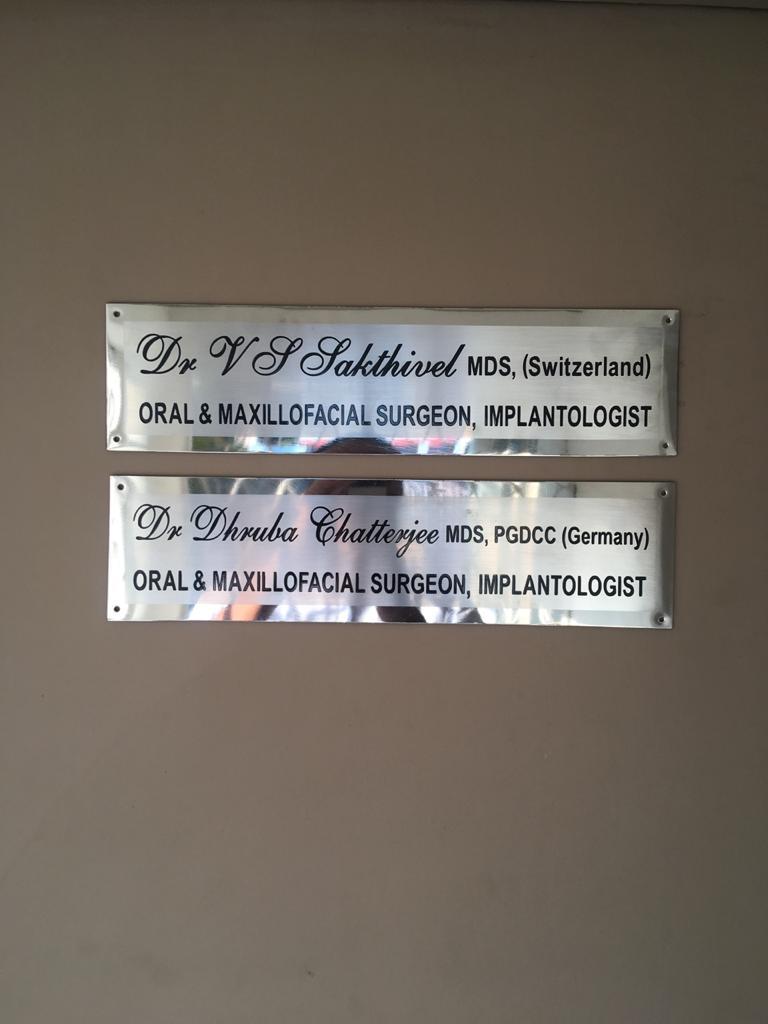 Dr V S Sakthivel MDS, (Switzerland)
ORAL & MAXILLOFACIAL SURGEON, IMPLANTOLOGIST
Dr Dhruba Chatterjee MDS, PGDCC (Germany)
ORAL & MAXILLOFACIAL SURGEON, IMPLANTOLOGIST